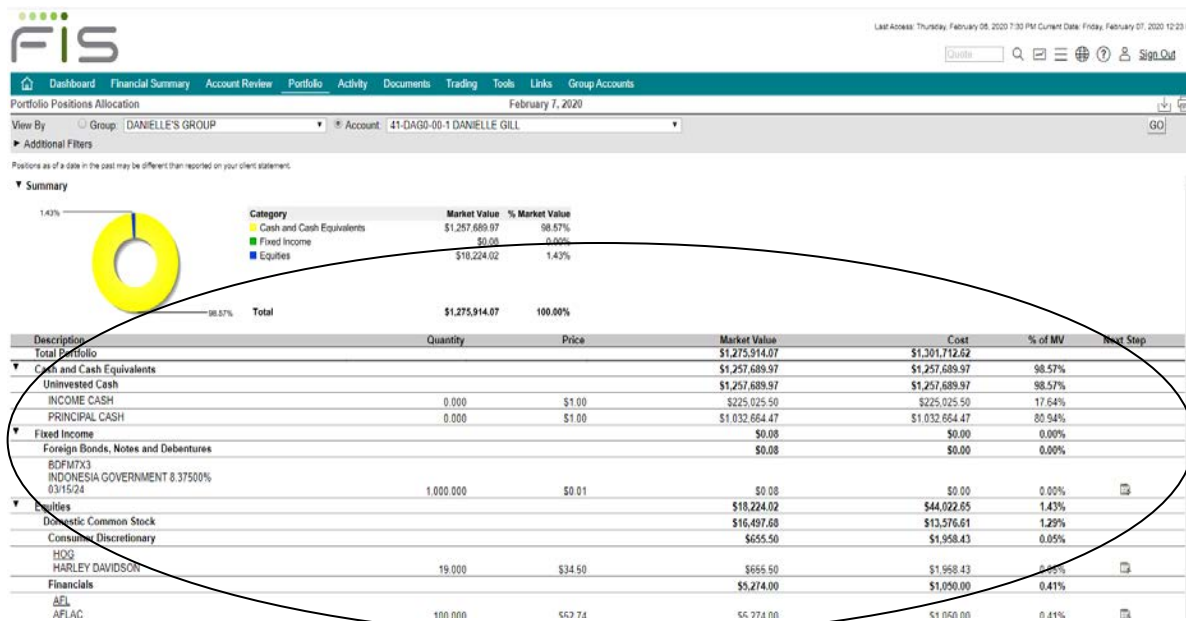 FIS
Last Access: Thursday, February 06, 2020 7:30 PM Current Date: Friday, February 07, 2020 12:23
Quote Sign Out
Dashboard Financial Summary Account Review Portfolio Activity Documents Trading Tools Links Group Accounts
Portfolio Positions Allocation February 7, 2020
View By Group: DANIELLE'S GROUP Account: 41-DAG0-00-1 DANIELLE GILL GO
Additional Filters
Positions as of a date in the past may be different than reported on your client statement.
Summary
1.43%
Category Market Value % Market Value
Cash and Cash Equivalents $1,257,689.97 98.57%
Fixed Income $0.08 0.00%
Equities $18,224.02 1.43%
98.57% Total $1,275,914.07 100.00%
Description Quantity Price Market Value Cost % of MV Next Step
Total Portfolio $1,275,914.07 $1,301,712.62
Cash and Cash Equivalents $1,257,689.97 $1,257,689.97 98.57%
Uninvested Cash $1,257,689.97 $1,257,689.97 98.57%
INCOME CASH 0.000 $1.00 $225,025.50 $225,025.50 17.64%
PRINCIPAL CASH 0.000 $1.00 $1,032,664.47 $1,032,664.47 80.94%
Fixed Income $0.08 $0.00 0.00%
Foreign Bonds, Notes and Debentures $0.08 $0.00 0.00%
BDFM7X3
INDONESIA GOVERNMENT 8.37500%
03/15/24 1,000.000 $0.01 $0.08 $0.00 0.00%
Equities $18,224.02 $44,022.65 1.43%
Domestic Common Stock $16,497.68 $13,576.61 1.29%
Consumer Discretionary $655.50 $1,958.43 0.05%
HOG
HARLEY DAVIDSON 19.000 $34.50 $655.50 $1,958.43 0.05%
Financials $5,274.00 $1,050.00 0.41%
AFL
AFLAC 100.000 $52.74 $5,274.00 $1,050.00 0.41%